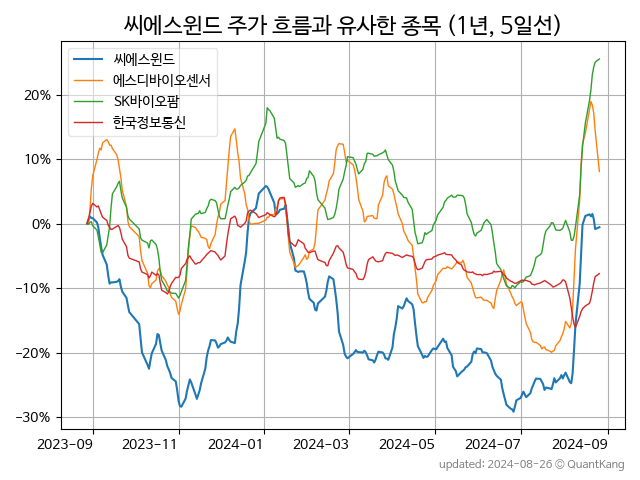 씨에스윈드 주가 흐름과 유사한 종목 (1년, 5일선)
씨에스윈드
에스디바이오센서
SK바이오팜
한국정보통신
20%
10%
0%
−10%
−20%
−30%
2023-09
2023-11
2024-01
2024-03
2024-05
2024-07
2024-09
updated: 2024-08-26 © QuantKang